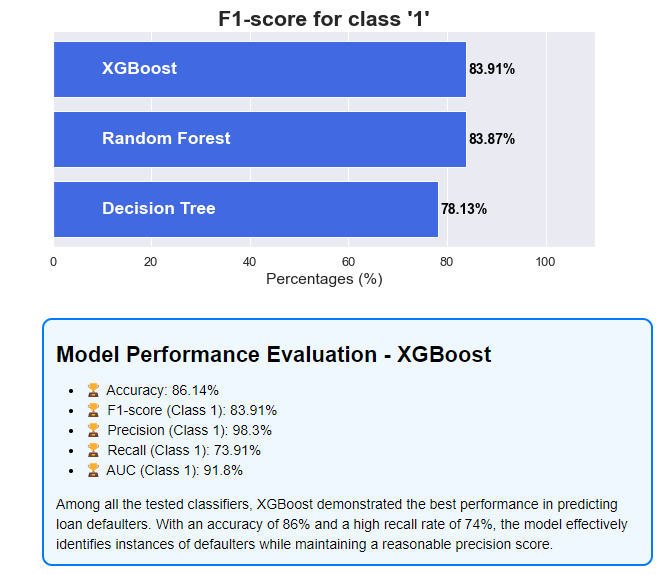 F1-score for class '1'
XGBoost 83.91%
Random Forest 83.87%
Decision Tree 78.13%
0 20 40 60 80 100
Percentages (%)
Model Performance Evaluation - XGBoost
• 🏆 Accuracy: 86.14%
• 🏆 F1-score (Class 1): 83.91%
• 🏆 Precision (Class 1): 98.3%
• 🏆 Recall (Class 1): 73.91%
• 🏆 AUC (Class 1): 91.8%
Among all the tested classifiers, XGBoost demonstrated the best performance in predicting
loan defaulters. With an accuracy of 86% and a high recall rate of 74%, the model effectively
identifies instances of defaulters while maintaining a reasonable precision score.